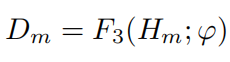 D_m = F_3(H_m; φ)